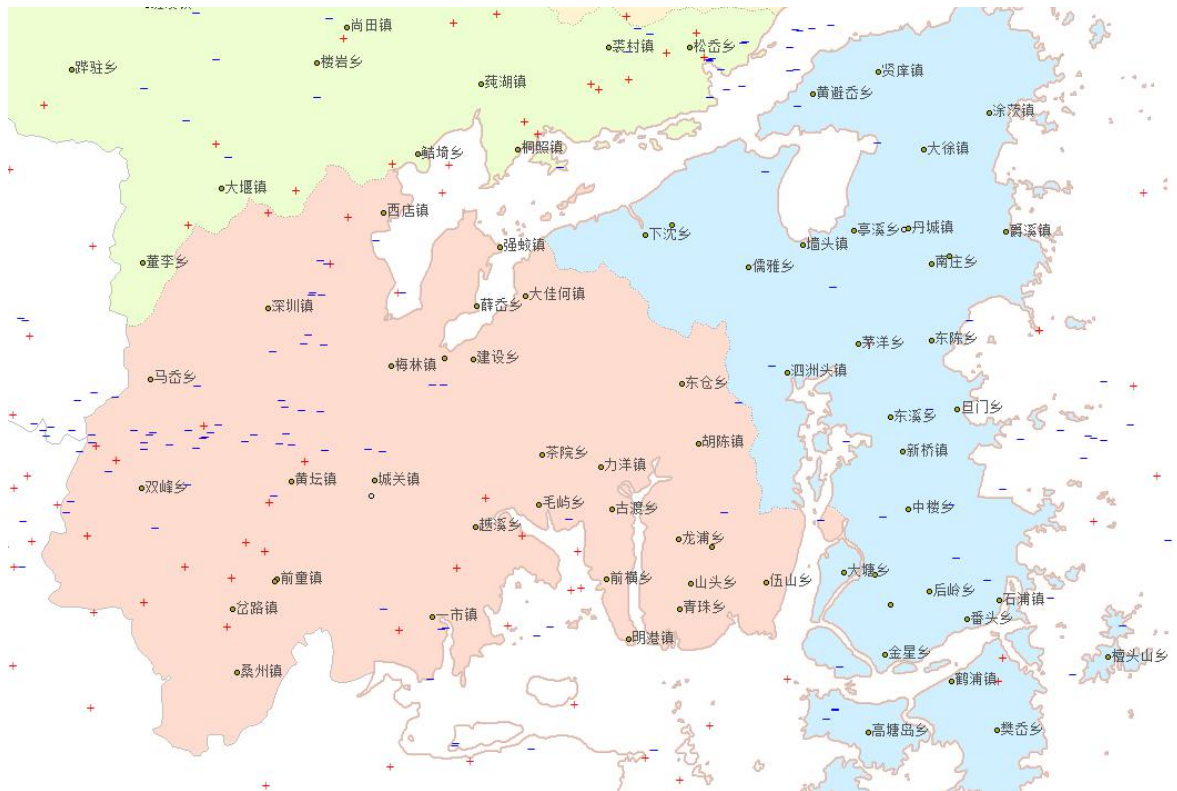 尚田镇
裘村镇
松岙乡
跸驻乡
楼岩乡
莼湖镇
贤庠镇
黄避岙乡
涂茨镇
鲒埼乡
桐照镇
大徐镇
大堰镇
西店镇
下沈乡
亭溪乡
丹城镇
爵溪镇
强蛟镇
墙头镇
董李乡
儒雅乡
南庄乡
深圳镇
薛岙乡
大佳何镇
茅洋乡
东陈乡
梅林镇
建设乡
马岙乡
泗洲头镇
东仓乡
东溪乡
旦门乡
胡陈镇
新桥镇
茶院乡
力洋镇
双峰乡
黄坛镇
城关镇
毛屿乡
古渡乡
中楼乡
越溪乡
龙浦乡
前童镇
前横乡
山头乡
伍山乡
大塘乡
后岭乡
石浦镇
岔路镇
一市镇
青珠乡
番头乡
明港镇
金星乡
檀头山乡
桑州镇
鹤浦镇
高塘岛乡
樊岙乡